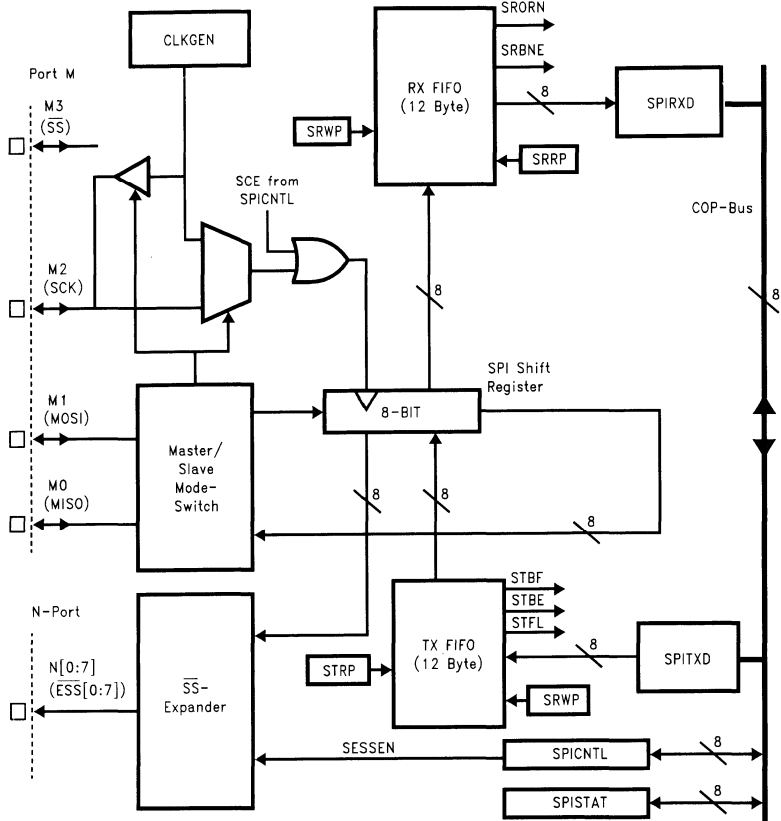 SRORN
CLKGEN
SRBNE
Port M
RX FIFO
(12 Byte)
8
SPIRXD
M3
(SS)
SRWP
SRRP
SCE from
SPICNTL
COP-Bus
M2
(SCK)
8
8
SPI Shift
Register
M1
(MOSI)
8-BIT
Master/
Slave
Mode-
Switch
M0
(MISO)
8
8
8
N-Port
STBF
STBE
STFL
TX FIFO
(12 Byte)
8
SPITXD
N[0:7]
(ESS[0:7])
SS-
Expander
STRP
SRWP
SESSEN
SPICNTL
8
SPISTAT
8